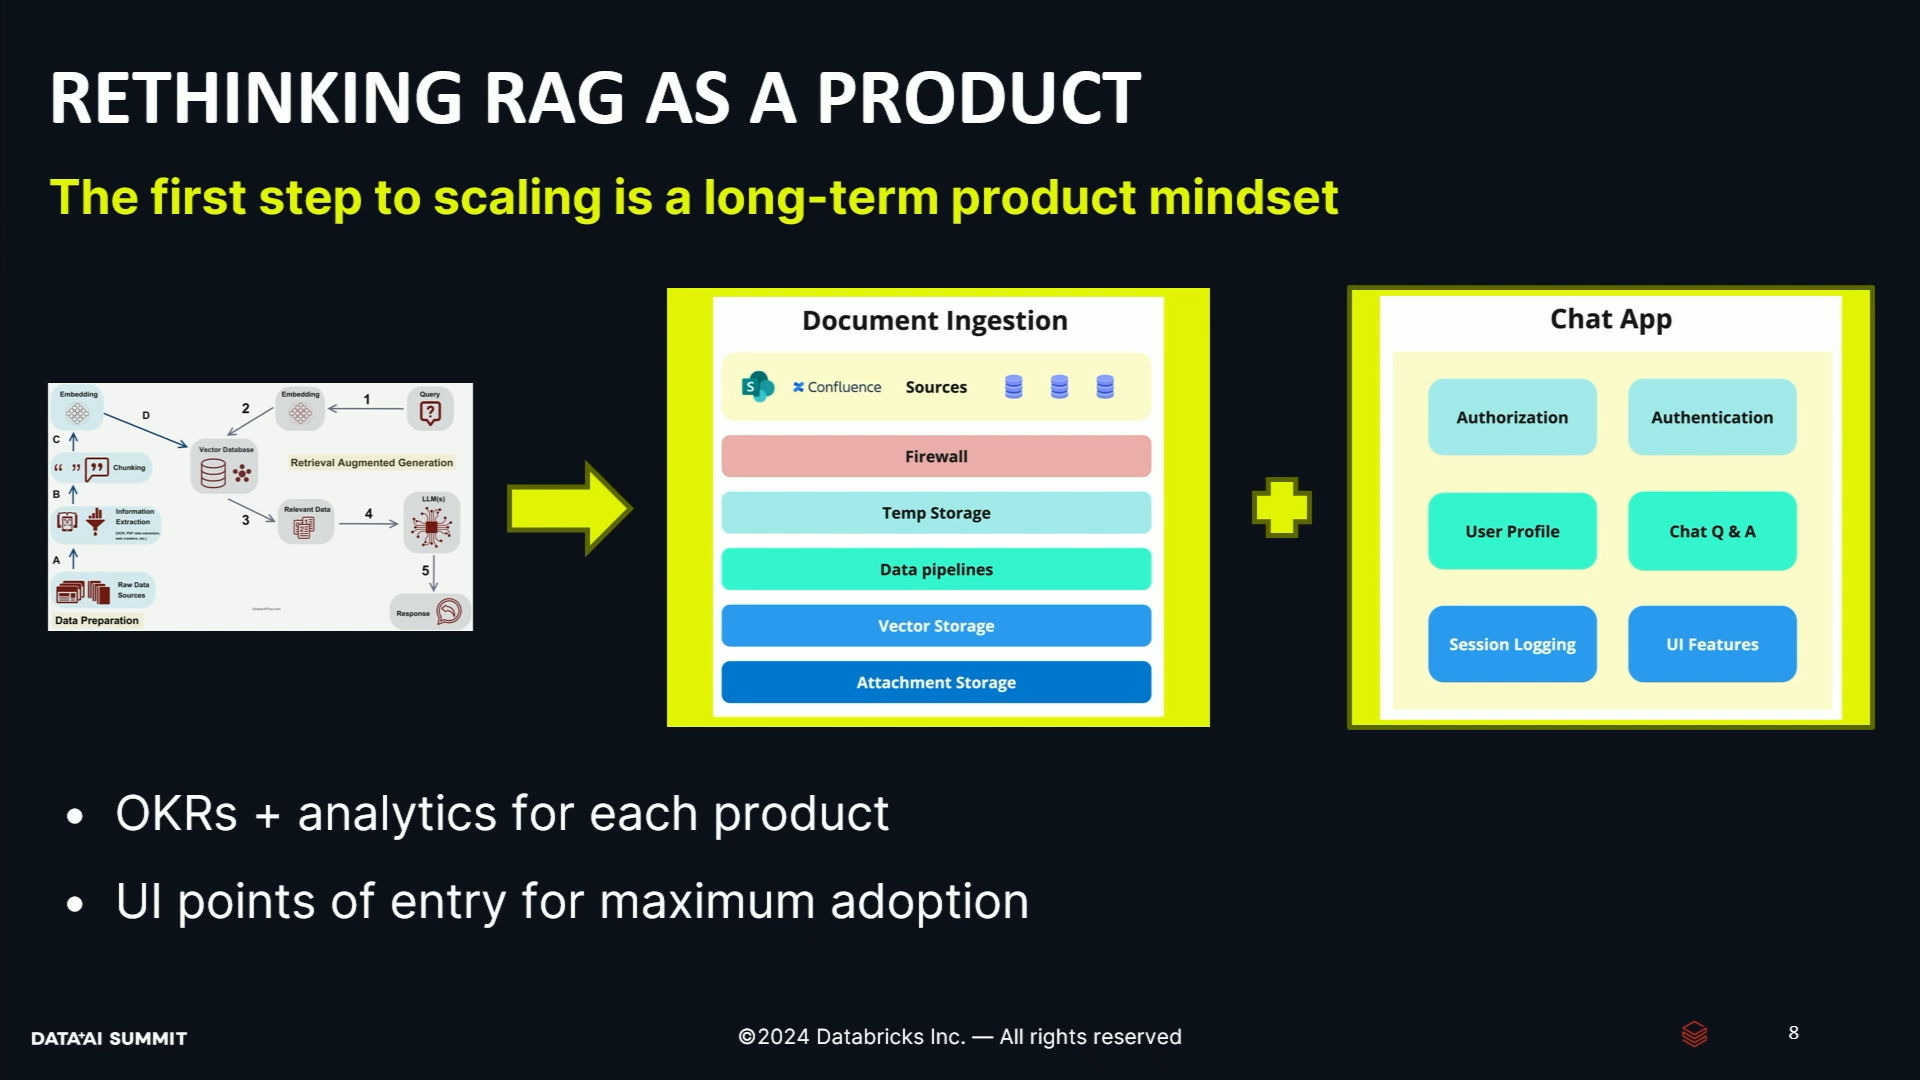 RETHINKING RAG AS A PRODUCT
The first step to scaling is a long-term product mindset
Embedding
D
C
Chunking
B
Information
Extraction
A
Raw Data
Sources
Data Preparation
Embedding
2
1
Query
Vector Database
Retrieval Augmented Generation
3
Relevant Data
4
LLM(s)
5
Response
Document Ingestion
S
Confluence
Sources
Firewall
Temp Storage
Data pipelines
Vector Storage
Attachment Storage
Chat App
Authorization
Authentication
User Profile
Chat Q & A
Session Logging
UI Features
• OKRs + analytics for each product
• UI points of entry for maximum adoption
DATA+AI SUMMIT
©2024 Databricks Inc. — All rights reserved
8